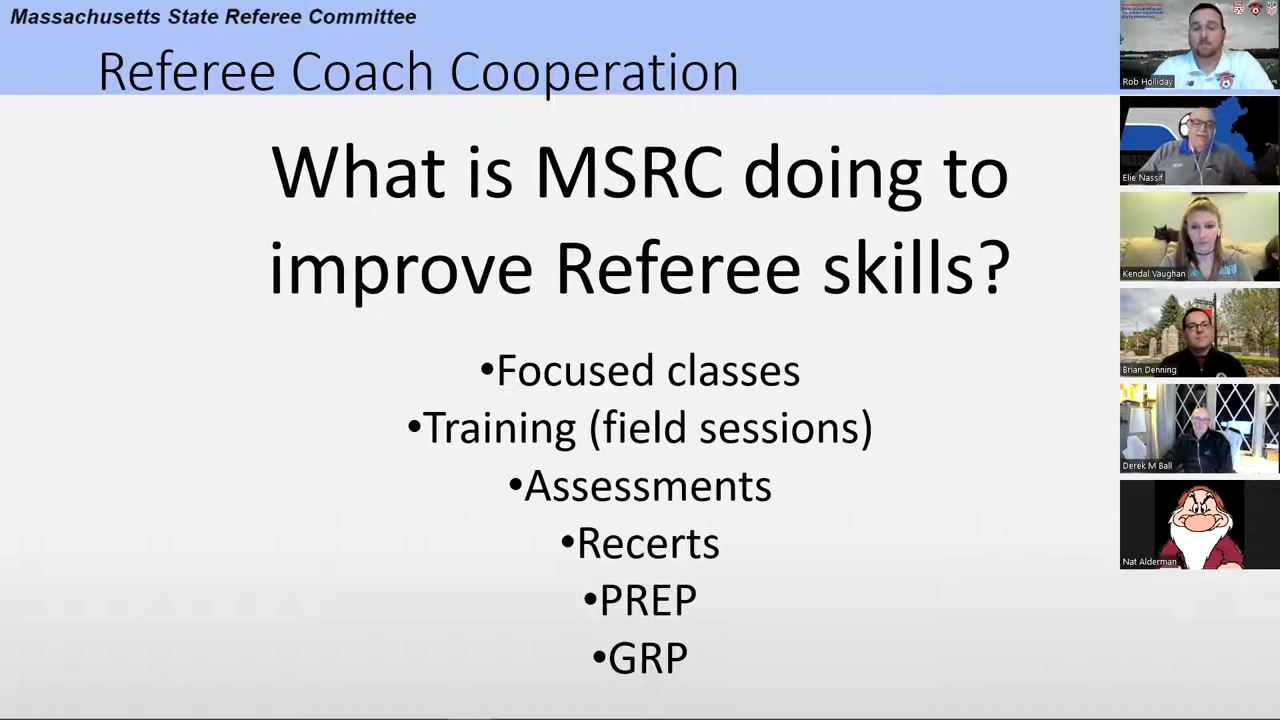 Massachusetts State Referee Committee
Referee Coach Cooperation
What is MSRC doing to
improve Referee skills?
•Focused classes
•Training (field sessions)
•Assessments
•Recerts
•PREP
•GRP
Rob Holliday
Elie Nassif
Kendal Vaughan
Brian Denning
Derek M Ball
Nat Alderman